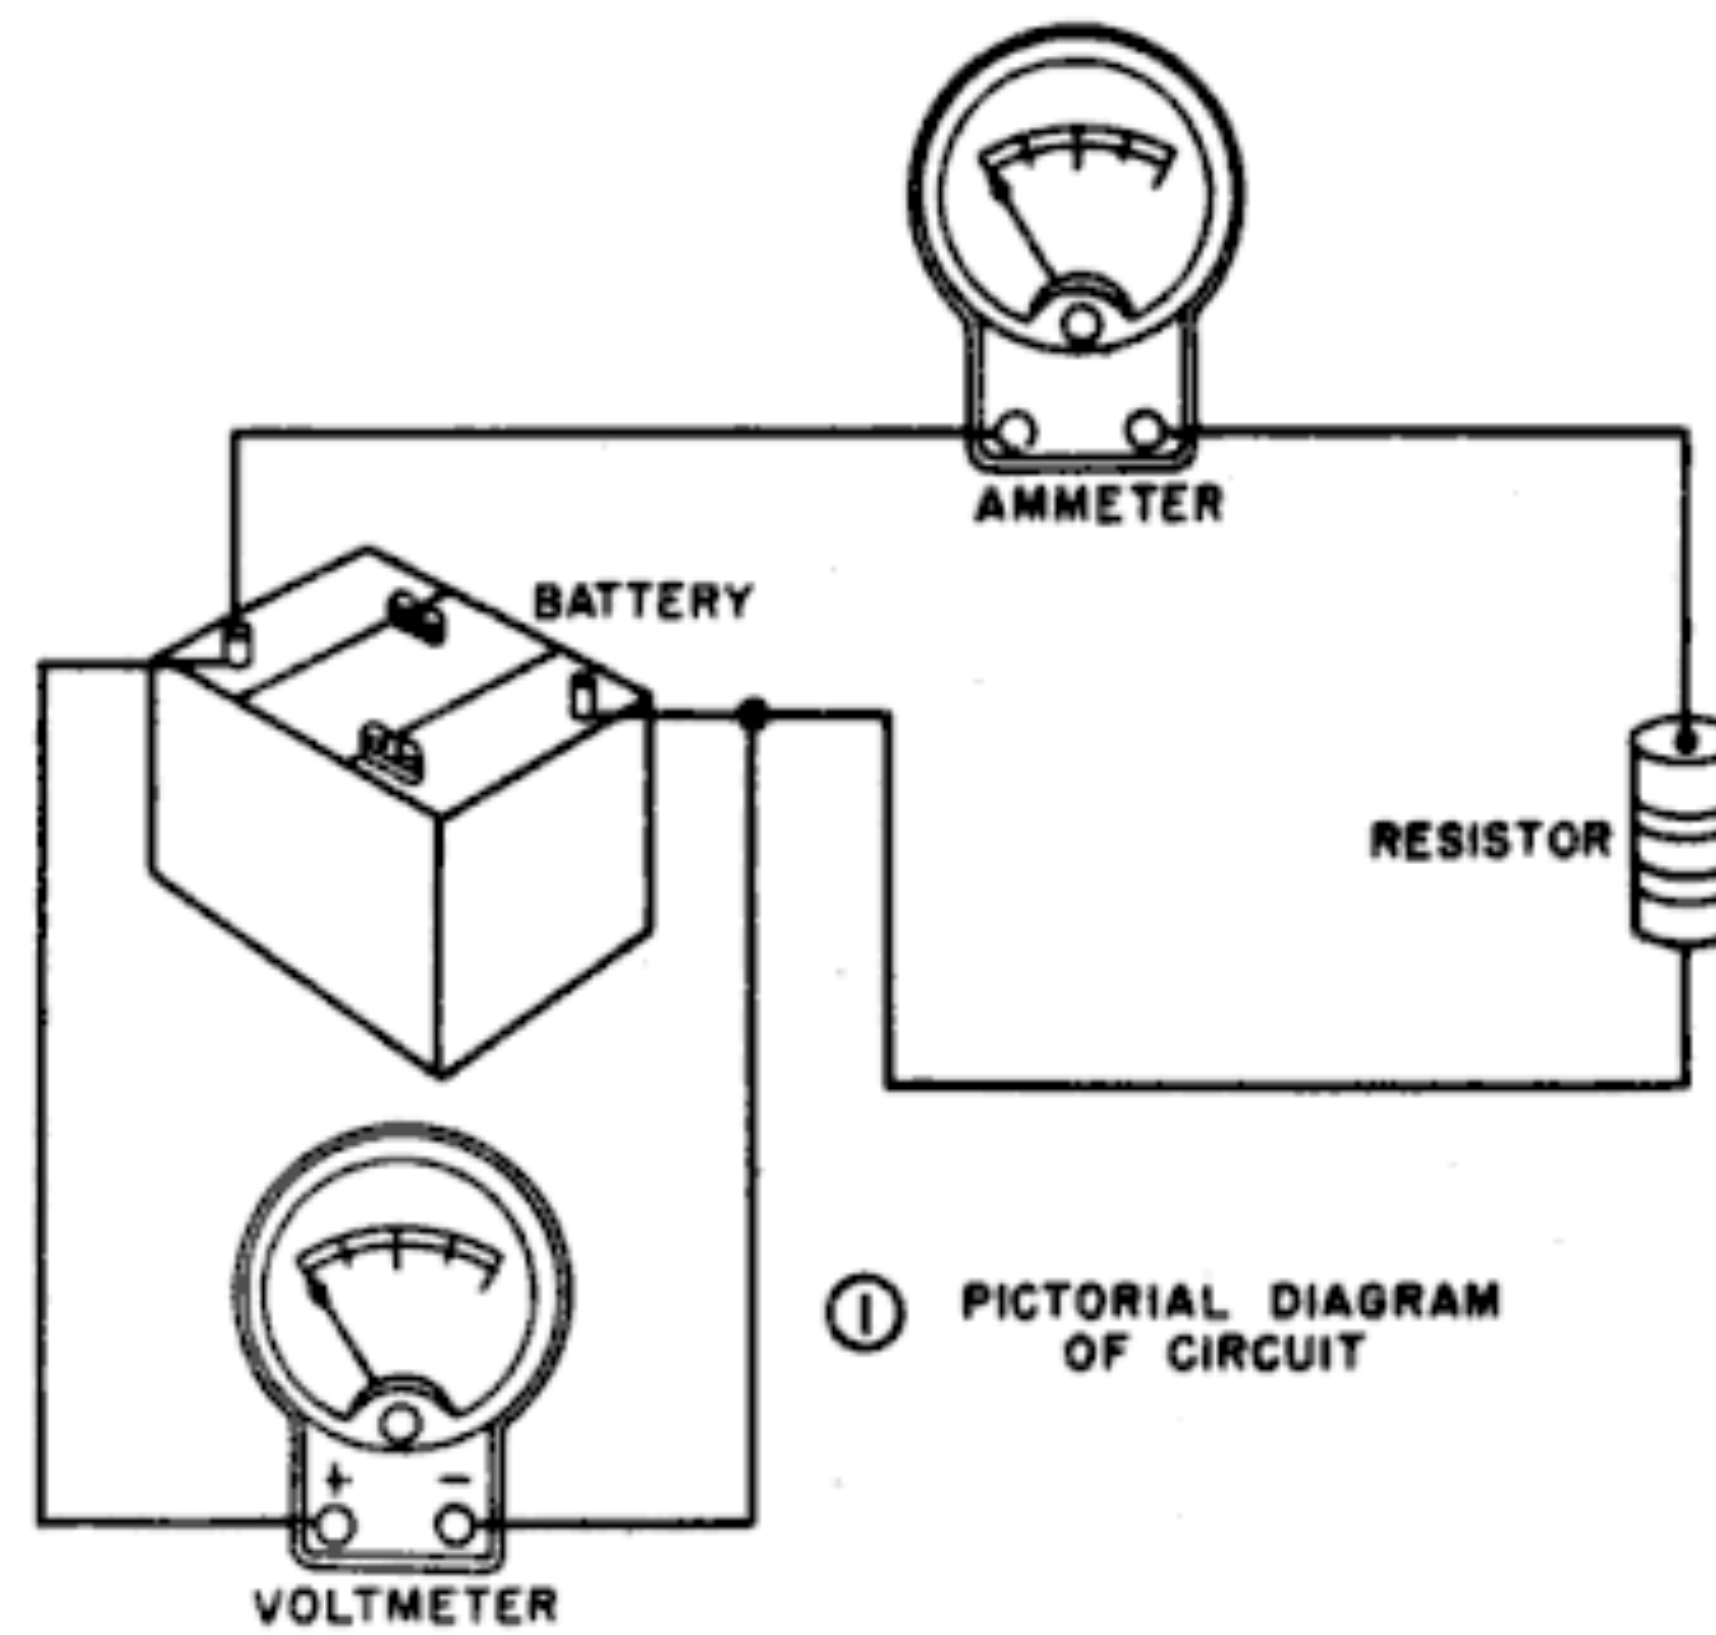 AMMETER
BATTERY
RESISTOR
1 PICTORIAL DIAGRAM
OF CIRCUIT
+ −
VOLTMETER